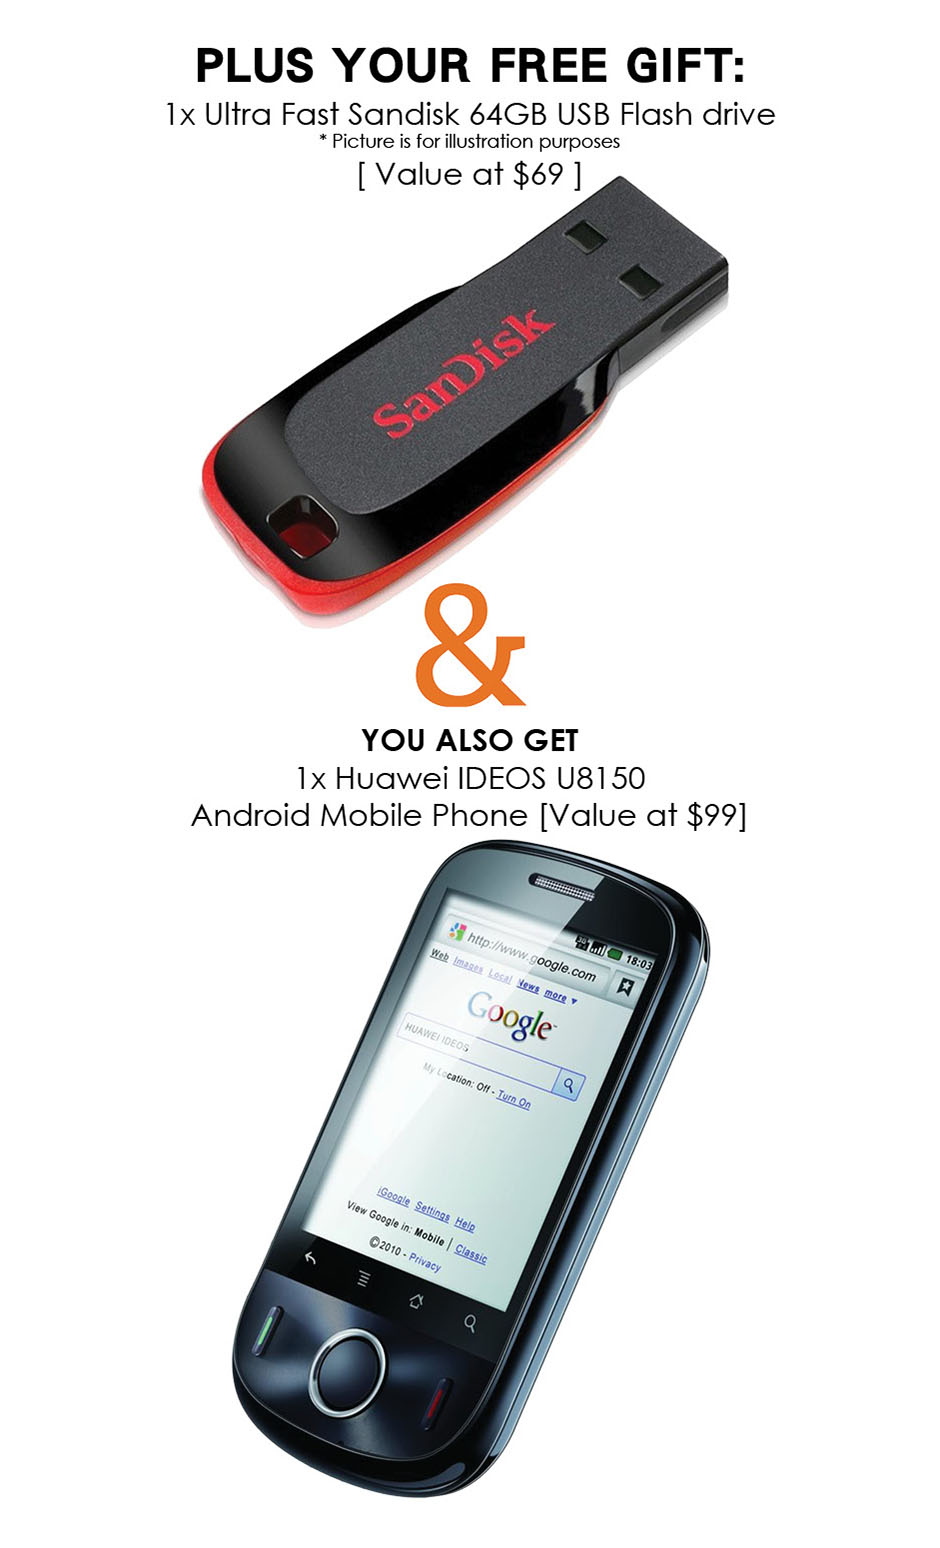 PLUS YOUR FREE GIFT:
1x Ultra Fast Sandisk 64GB USB Flash drive
* Picture is for illustration purposes
[ Value at $69 ]
SanDisk
&
YOU ALSO GET
1x Huawei IDEOS U8150
Android Mobile Phone [Value at $99]
18:03
http://www.google.com
Web Images Local News more ▼
Google
HUAWEI IDEOS
My Location: Off - Turn On
iGoogle Settings Help
View Google in: Mobile | Classic
©2010 - Privacy